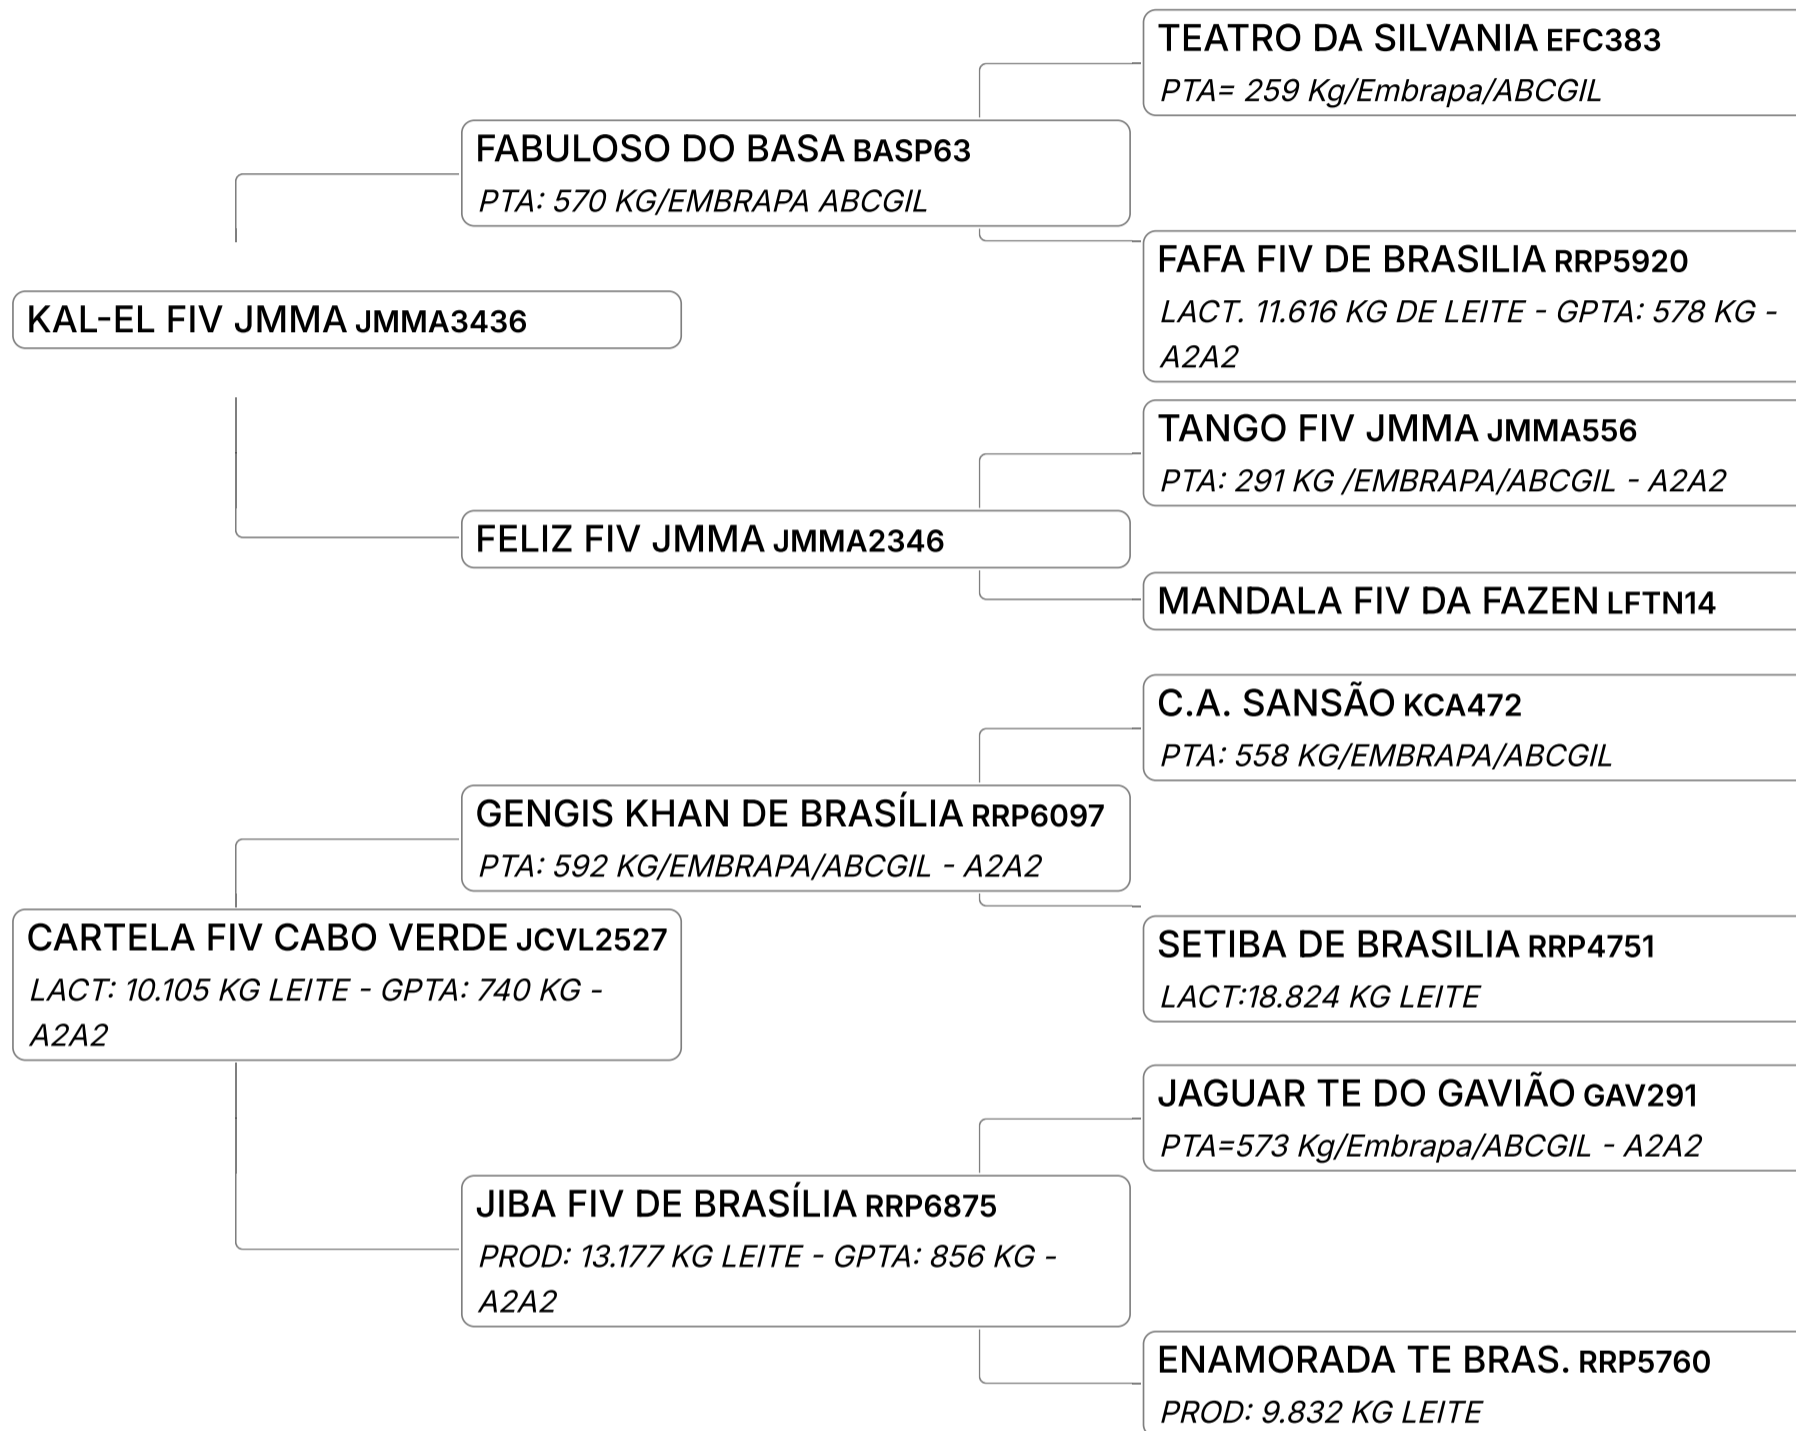 TEATRO DA SILVANIA EFC383
PTA= 259 Kg/Embrapa/ABCGIL
FABULOSO DO BASA BASP63
PTA: 570 KG/EMBRAPA ABCGIL
FAFA FIV DE BRASILIA RRP5920
LACT. 11.616 KG DE LEITE - GPTA: 578 KG -
A2A2
KAL-EL FIV JMMA JMMA3436
TANGO FIV JMMA JMMA556
PTA: 291 KG /EMBRAPA/ABCGIL - A2A2
FELIZ FIV JMMA JMMA2346
MANDALA FIV DA FAZEN LFTN14
C.A. SANSÃO KCA472
PTA: 558 KG/EMBRAPA/ABCGIL
GENGIS KHAN DE BRASÍLIA RRP6097
PTA: 592 KG/EMBRAPA/ABCGIL - A2A2
CARTELA FIV CABO VERDE JCVL2527
LACT: 10.105 KG LEITE - GPTA: 740 KG -
A2A2
SETIBA DE BRASILIA RRP4751
LACT:18.824 KG LEITE
JAGUAR TE DO GAVIÃO GAV291
PTA=573 Kg/Embrapa/ABCGIL - A2A2
JIBA FIV DE BRASÍLIA RRP6875
PROD: 13.177 KG LEITE - GPTA: 856 KG -
A2A2
ENAMORADA TE BRAS. RRP5760
PROD: 9.832 KG LEITE